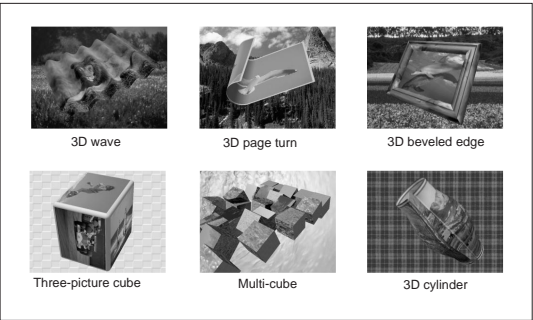 3D wave
3D page turn
3D beveled edge
Three-picture cube
Multi-cube
3D cylinder